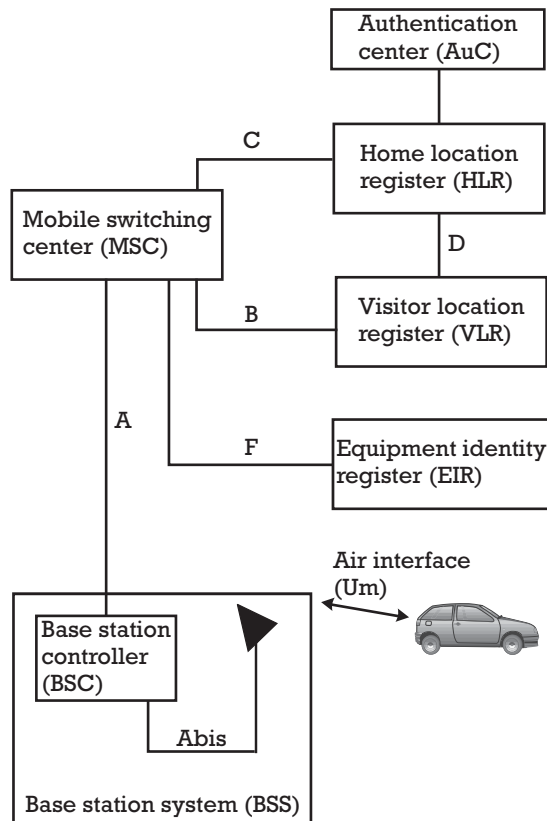 Authentication
center (AuC)
C
Home location
register (HLR)
Mobile switching
center (MSC)
D
B
Visitor location
register (VLR)
A
F
Equipment identity
register (EIR)
Air interface
(Um)
Base station
controller
(BSC)
Abis
Base station system (BSS)